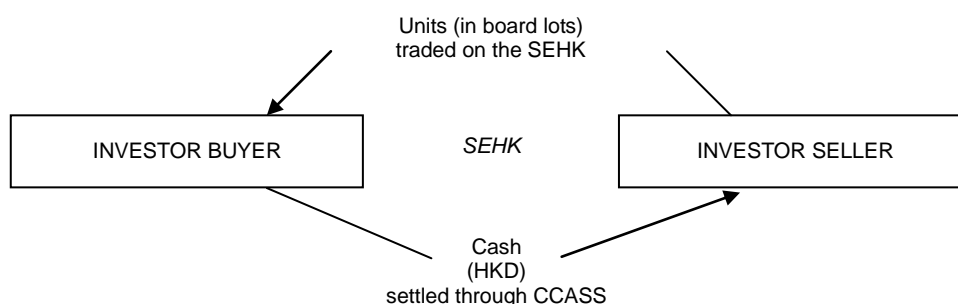 Units (in board lots)
traded on the SEHK
INVESTOR BUYER
SEHK
INVESTOR SELLER
Cash
(HKD)
settled through CCASS